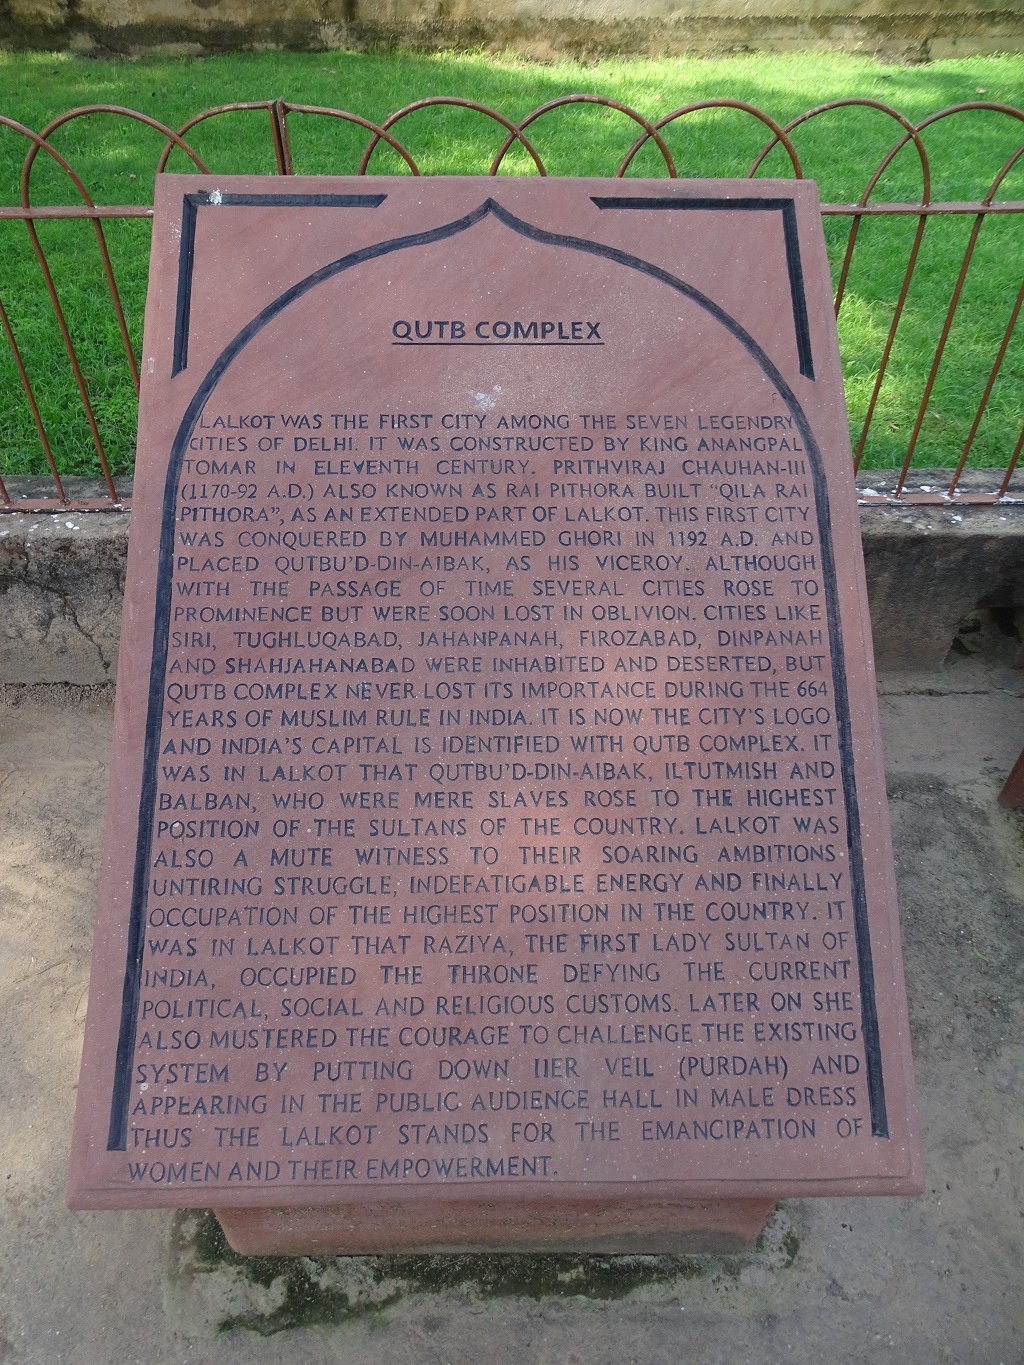 QUTB COMPLEX
LALKOT WAS THE FIRST CITY AMONG THE SEVEN LEGENDRY
CITIES OF DELHI. IT WAS CONSTRUCTED BY KING ANANGPAL
TOMAR IN ELEVENTH CENTURY. PRITHVIRAJ CHAUHAN-III
(1170-92 A.D.) ALSO KNOWN AS RAI PITHORA BUILT "QILA RAI
PITHORA", AS AN EXTENDED PART OF LALKOT. THIS FIRST CITY
WAS CONQUERED BY MUHAMMED GHORI IN 1192 A.D. AND
PLACED QUTBU'D-DIN-AIBAK, AS HIS VICEROY. ALTHOUGH
WITH THE PASSAGE OF TIME SEVERAL CITIES ROSE TO
PROMINENCE BUT WERE SOON LOST IN OBLIVION. CITIES LIKE
SIRI, TUGHLUQABAD, JAHANPANAH, FIROZABAD, DINPANAH
AND SHAHJAHANABAD WERE INHABITED AND DESERTED, BUT
QUTB COMPLEX NEVER LOST ITS IMPORTANCE DURING THE 664
YEARS OF MUSLIM RULE IN INDIA. IT IS NOW THE CITY'S LOGO
AND INDIA'S CAPITAL IS IDENTIFIED WITH QUTB COMPLEX. IT
WAS IN LALKOT THAT QUTBU'D-DIN-AIBAK, ILTUTMISH AND
BALBAN, WHO WERE MERE SLAVES ROSE TO THE HIGHEST
POSITION OF THE SULTANS OF THE COUNTRY. LALKOT WAS
ALSO A MUTE WITNESS TO THEIR SOARING AMBITIONS
UNTIRING STRUGGLE, INDEFATIGABLE ENERGY AND FINALLY
OCCUPATION OF THE HIGHEST POSITION IN THE COUNTRY. IT
WAS IN LALKOT THAT RAZIYA, THE FIRST LADY SULTAN OF
INDIA, OCCUPIED THE THRONE DEFYING THE CURRENT
POLITICAL, SOCIAL AND RELIGIOUS CUSTOMS. LATER ON SHE
ALSO MUSTERED THE COURAGE TO CHALLENGE THE EXISTING
SYSTEM BY PUTTING DOWN HER VEIL (PURDAH) AND
APPEARING IN THE PUBLIC AUDIENCE HALL IN MALE DRESS
THUS THE LALKOT STANDS FOR THE EMANCIPATION OF
WOMEN AND THEIR EMPOWERMENT.